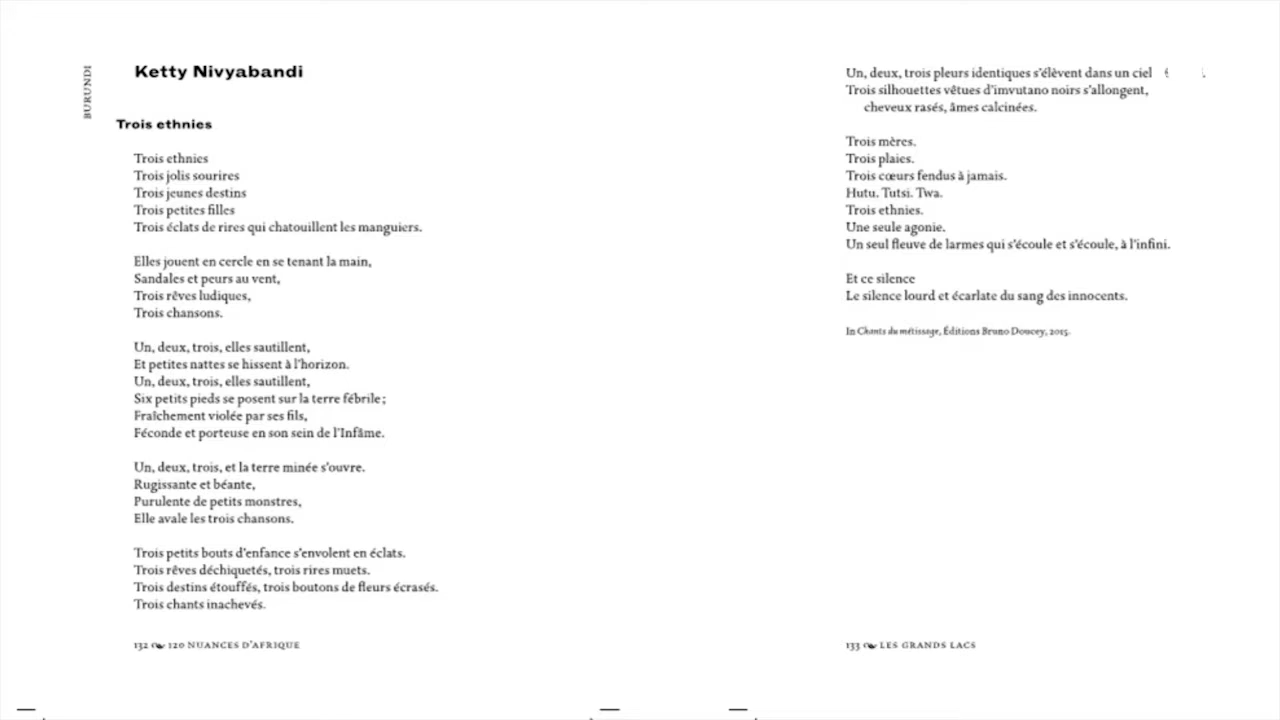 BURUNDI
Ketty Nivyabandi
Trois ethnies
Trois ethnies
Trois jolis sourires
Trois jeunes destins
Trois petites filles
Trois éclats de rires qui chatouillent les manguiers.
Elles jouent en cercle en se tenant la main,
Sandales et peurs au vent,
Trois rêves ludiques,
Trois chansons.
Un, deux, trois, elles sautillent,
Et petites nattes se hissent à l'horizon.
Un, deux, trois, elles sautillent,
Six petits pieds se posent sur la terre fébrile ;
Fraîchement violée par ses fils,
Féconde et porteuse en son sein de l'Infâme.
Un, deux, trois, et la terre minée s'ouvre.
Rugissante et béante,
Purulente de petits monstres,
Elle avale les trois chansons.
Trois petits bouts d'enfance s'envolent en éclats.
Trois rêves déchiquetés, trois rires muets.
Trois destins étouffés, trois boutons de fleurs écrasés.
Trois chants inachevés.
132 120 NUANCES D'AFRIQUE
Un, deux, trois pleurs identiques s'élèvent dans un ciel
Trois silhouettes vêtues d'imvutano noirs s'allongent,
cheveux rasés, âmes calcinées.
Trois mères.
Trois plaies.
Trois cœurs fendus à jamais.
Hutu. Tutsi. Twa.
Trois ethnies.
Une seule agonie.
Un seul fleuve de larmes qui s'écoule et s'écoule, à l'infini.
Et ce silence
Le silence lourd et écarlate du sang des innocents.
In Chants du métissage, Éditions Bruno Doucey, 2015.
133 LES GRANDS LACS